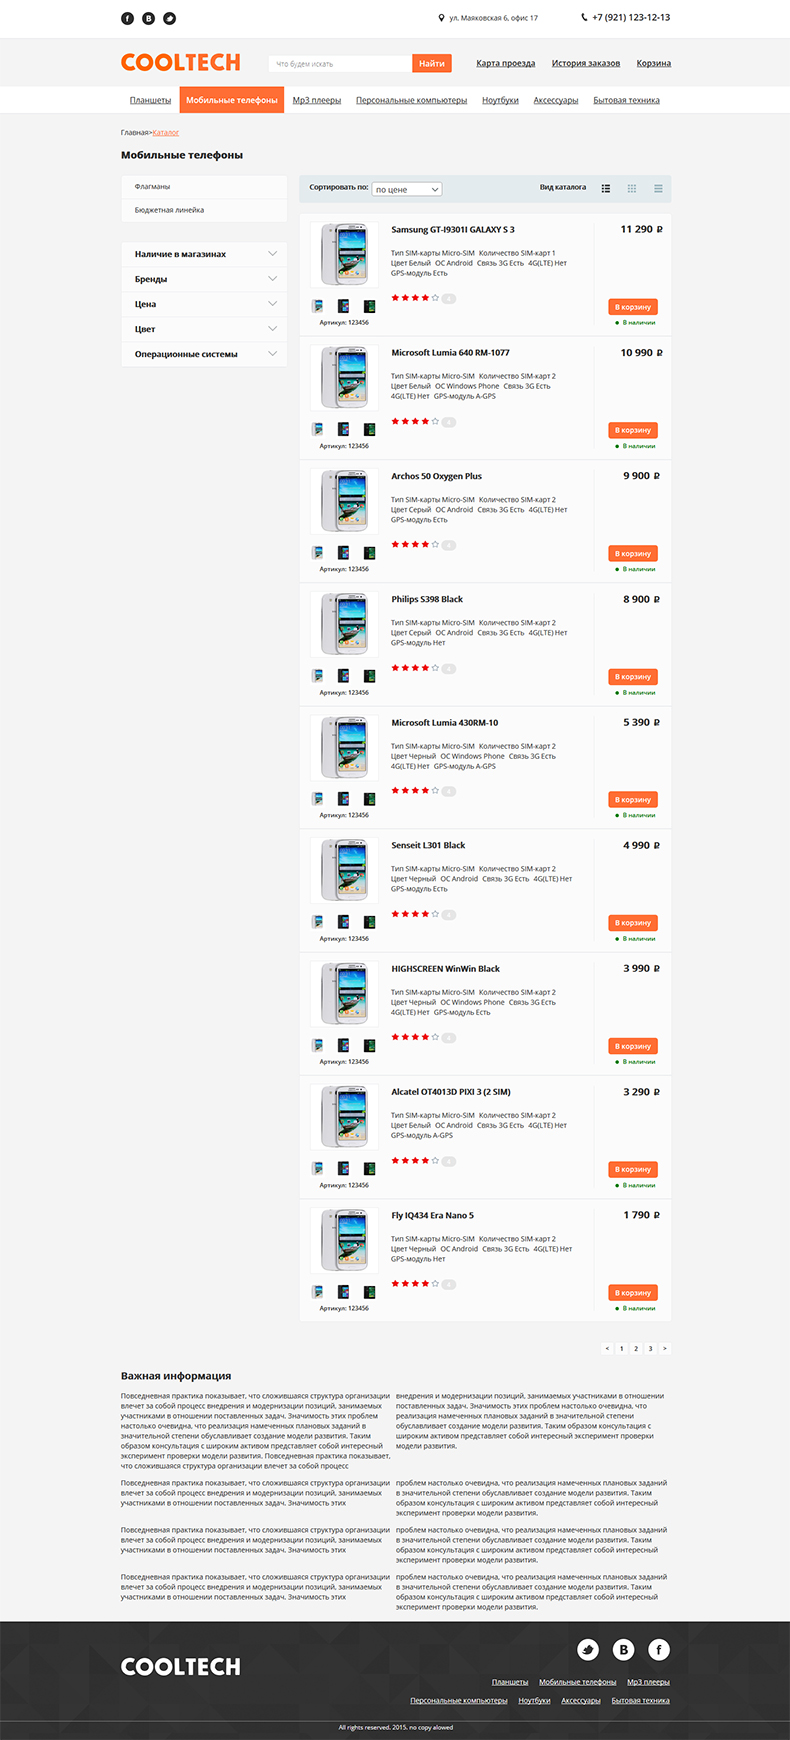 ул. Маяковская 6, офис 17
+7 (921) 123-12-13
COOLTECH
Что будем искать
Найти
Карта проезда
История заказов
Корзина
Планшеты
Мобильные телефоны
Mp3 плееры
Персональные компьютеры
Ноутбуки
Аксессуары
Бытовая техника
Главная>Каталог
Мобильные телефоны
Флагманы
Бюджетная линейка
Наличие в магазинах
Бренды
Цена
Цвет
Операционные системы
Сортировать по:
по цене
Вид каталога
Samsung GT-I9301I GALAXY S 3
11 290 ₽
Тип SIM-карты Micro-SIM Количество SIM-карт 1
Цвет Белый ОС Android Связь 3G Есть 4G(LTE) Нет
GPS-модуль Есть
4
В корзину
Артикул: 123456
В наличии
Microsoft Lumia 640 RM-1077
10 990 ₽
Тип SIM-карты Micro-SIM Количество SIM-карт 2
Цвет Белый ОС Windows Phone Связь 3G Есть
4G(LTE) Нет GPS-модуль A-GPS
4
В корзину
Артикул: 123456
В наличии
Archos 50 Oxygen Plus
9 900 ₽
Тип SIM-карты Micro-SIM Количество SIM-карт 2
Цвет Серый ОС Android Связь 3G Есть 4G(LTE) Нет
GPS-модуль Есть
4
В корзину
Артикул: 123456
В наличии
Philips S398 Black
8 900 ₽
Тип SIM-карты Micro-SIM Количество SIM-карт 2
Цвет Серый ОС Android Связь 3G Есть 4G(LTE) Нет
GPS-модуль Нет
4
В корзину
Артикул: 123456
В наличии
Microsoft Lumia 430RM-10
5 390 ₽
Тип SIM-карты Micro-SIM Количество SIM-карт 2
Цвет Черный ОС Windows Phone Связь 3G Есть
4G(LTE) Нет GPS-модуль A-GPS
4
В корзину
Артикул: 123456
В наличии
Senseit L301 Black
4 990 ₽
Тип SIM-карты Micro-SIM Количество SIM-карт 2
Цвет Черный ОС Android Связь 3G Есть 4G(LTE) Нет
GPS-модуль Есть
4
В корзину
Артикул: 123456
В наличии
HIGHSCREEN WinWin Black
3 990 ₽
Тип SIM-карты Micro-SIM Количество SIM-карт 2
Цвет Черный ОС Windows Phone Связь 3G Есть
4G(LTE) Нет GPS-модуль Есть
4
В корзину
Артикул: 123456
В наличии
Alcatel OT4013D PIXI 3 (2 SIM)
3 290 ₽
Тип SIM-карты Micro-SIM Количество SIM-карт 2
Цвет Белый ОС Android Связь 3G Есть 4G(LTE) Нет
GPS-модуль A-GPS
4
В корзину
Артикул: 123456
В наличии
Fly IQ434 Era Nano 5
1 790 ₽
Тип SIM-карты Micro-SIM Количество SIM-карт 2
Цвет Черный ОС Android Связь 3G Есть 4G(LTE) Нет
GPS-модуль Нет
4
В корзину
Артикул: 123456
В наличии
< 1 2 3 >
Важная информация
Повседневная практика показывает, что сложившаяся структура организации
влечет за собой процесс внедрения и модернизации позиций, занимаемых
участниками в отношении поставленных задач. Значимость этих проблем
настолько очевидна, что реализация намеченных плановых заданий в
значительной степени обуславливает создание модели развития. Таким
образом консультация с широким активом представляет собой интересный
эксперимент проверки модели развития. Повседневная практика показывает,
что сложившаяся структура организации влечет за собой процесс
внедрения и модернизации позиций, занимаемых участниками в отношении
поставленных задач. Значимость этих проблем настолько очевидна, что
реализация намеченных плановых заданий в значительной степени
обуславливает создание модели развития. Таким образом консультация с
широким активом представляет собой интересный эксперимент проверки
модели развития.
Повседневная практика показывает, что сложившаяся структура организации
влечет за собой процесс внедрения и модернизации позиций, занимаемых
участниками в отношении поставленных задач. Значимость этих
проблем настолько очевидна, что реализация намеченных плановых заданий
в значительной степени обуславливает создание модели развития. Таким
образом консультация с широким активом представляет собой интересный
эксперимент проверки модели развития.
Повседневная практика показывает, что сложившаяся структура организации
влечет за собой процесс внедрения и модернизации позиций, занимаемых
участниками в отношении поставленных задач. Значимость этих
проблем настолько очевидна, что реализация намеченных плановых заданий
в значительной степени обуславливает создание модели развития. Таким
образом консультация с широким активом представляет собой интересный
эксперимент проверки модели развития.
Повседневная практика показывает, что сложившаяся структура организации
влечет за собой процесс внедрения и модернизации позиций, занимаемых
участниками в отношении поставленных задач. Значимость этих
проблем настолько очевидна, что реализация намеченных плановых заданий
в значительной степени обуславливает создание модели развития. Таким
образом консультация с широким активом представляет собой интересный
эксперимент проверки модели развития.
COOLTECH
Планшеты
Мобильные телефоны
Mp3 плееры
Персональные компьютеры
Ноутбуки
Аксессуары
Бытовая техника
All rights reserved. 2015. no copy alowed